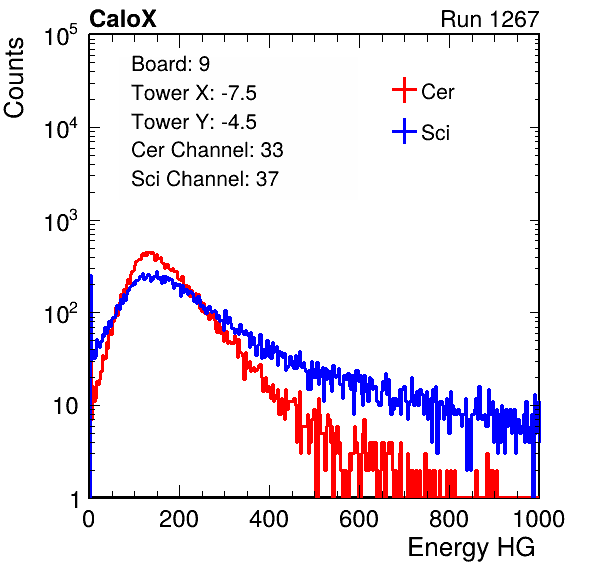 CaloX Run 1267
Counts
Board: 9
Tower X: -7.5
Tower Y: -4.5
Cer Channel: 33
Sci Channel: 37
Cer
Sci
10^5
10^4
10^3
10^2
10
1
0 200 400 600 800 1000
Energy HG